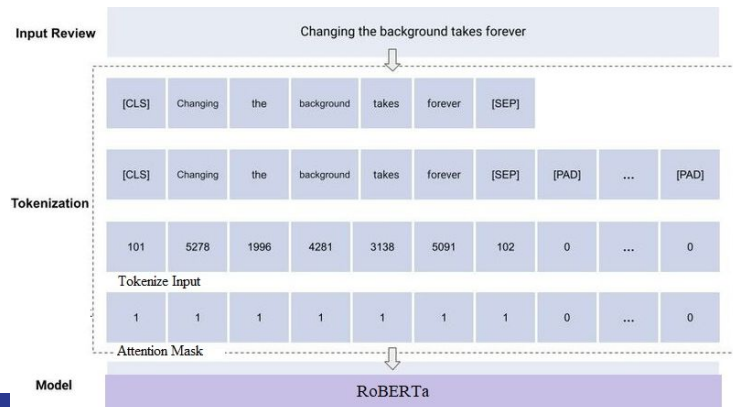 Input Review
Changing the background takes forever
[CLS] Changing the background takes forever [SEP]
Tokenization
[CLS] Changing the background takes forever [SEP] [PAD] ... [PAD]
101 5278 1996 4281 3138 5091 102 0 ... 0
Tokenize Input
1 1 1 1 1 1 1 0 ... 0
Attention Mask
Model
RoBERTa